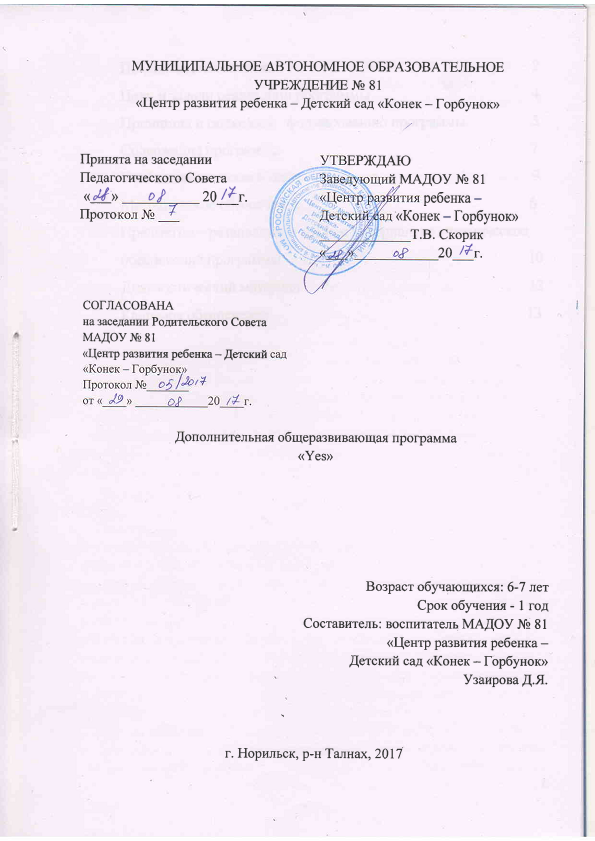 МУНИЦИПАЛЬНОЕ АВТОНОМНОЕ ОБРАЗОВАТЕЛЬНОЕ
УЧРЕЖДЕНИЕ № 81
«Центр развития ребенка – Детский сад «Конек – Горбунок»
Принята на заседании
Педагогического Совета
«28» 08 2017г.
Протокол № 7
УТВЕРЖДАЮ
Заведующий МАДОУ № 81
«Центр развития ребенка –
Детский сад «Конек – Горбунок»
Т.В. Скорик
«28» 08 2017г.
СОГЛАСОВАНА
на заседании Родительского Совета
МАДОУ № 81
«Центр развития ребенка – Детский сад
«Конек – Горбунок»
Протокол № 05/2017
от «29» 08 2017г.
Дополнительная общеразвивающая программа
«Yes»
Возраст обучающихся: 6-7 лет
Срок обучения - 1 год
Составитель: воспитатель МАДОУ № 81
«Центр развития ребенка –
Детский сад «Конек – Горбунок»
Узаирова Д.Я.
г. Норильск, р-н Талнах, 2017